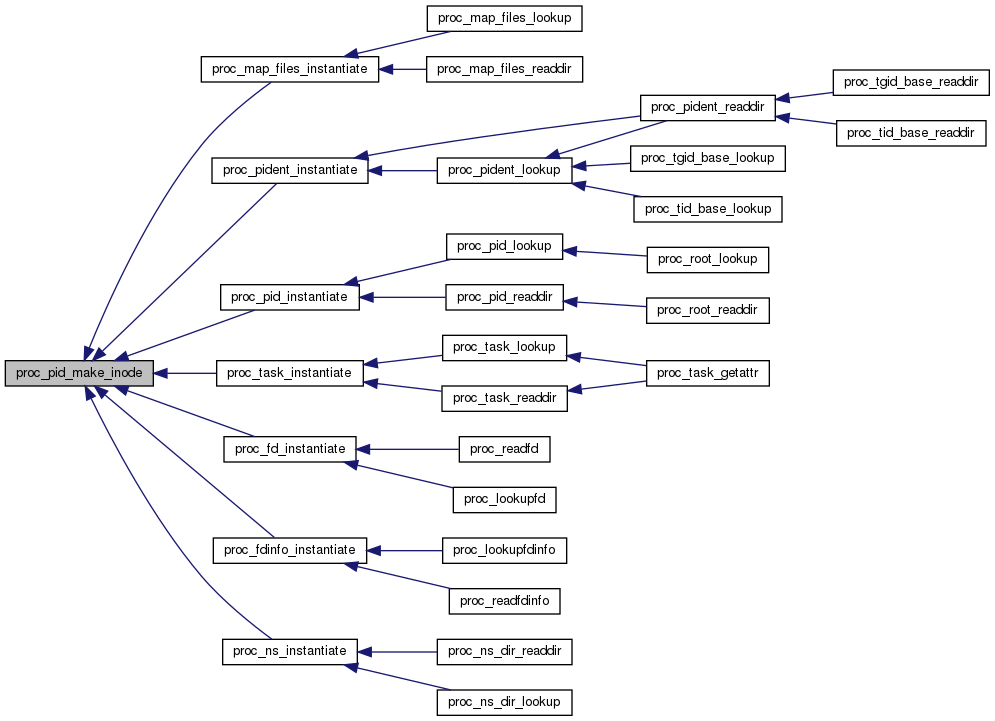 proc_map_files_lookup
proc_map_files_instantiate
proc_map_files_readdir
proc_tgid_base_readdir
proc_pident_readdir
proc_tid_base_readdir
proc_tgid_base_lookup
proc_pident_instantiate
proc_pident_lookup
proc_tid_base_lookup
proc_pid_lookup
proc_root_lookup
proc_pid_instantiate
proc_pid_readdir
proc_root_readdir
proc_task_lookup
proc_pid_make_inode
proc_task_instantiate
proc_task_getattr
proc_task_readdir
proc_fd_instantiate
proc_readfd
proc_lookupfd
proc_fdinfo_instantiate
proc_lookupfdinfo
proc_readfdinfo
proc_ns_instantiate
proc_ns_dir_readdir
proc_ns_dir_lookup